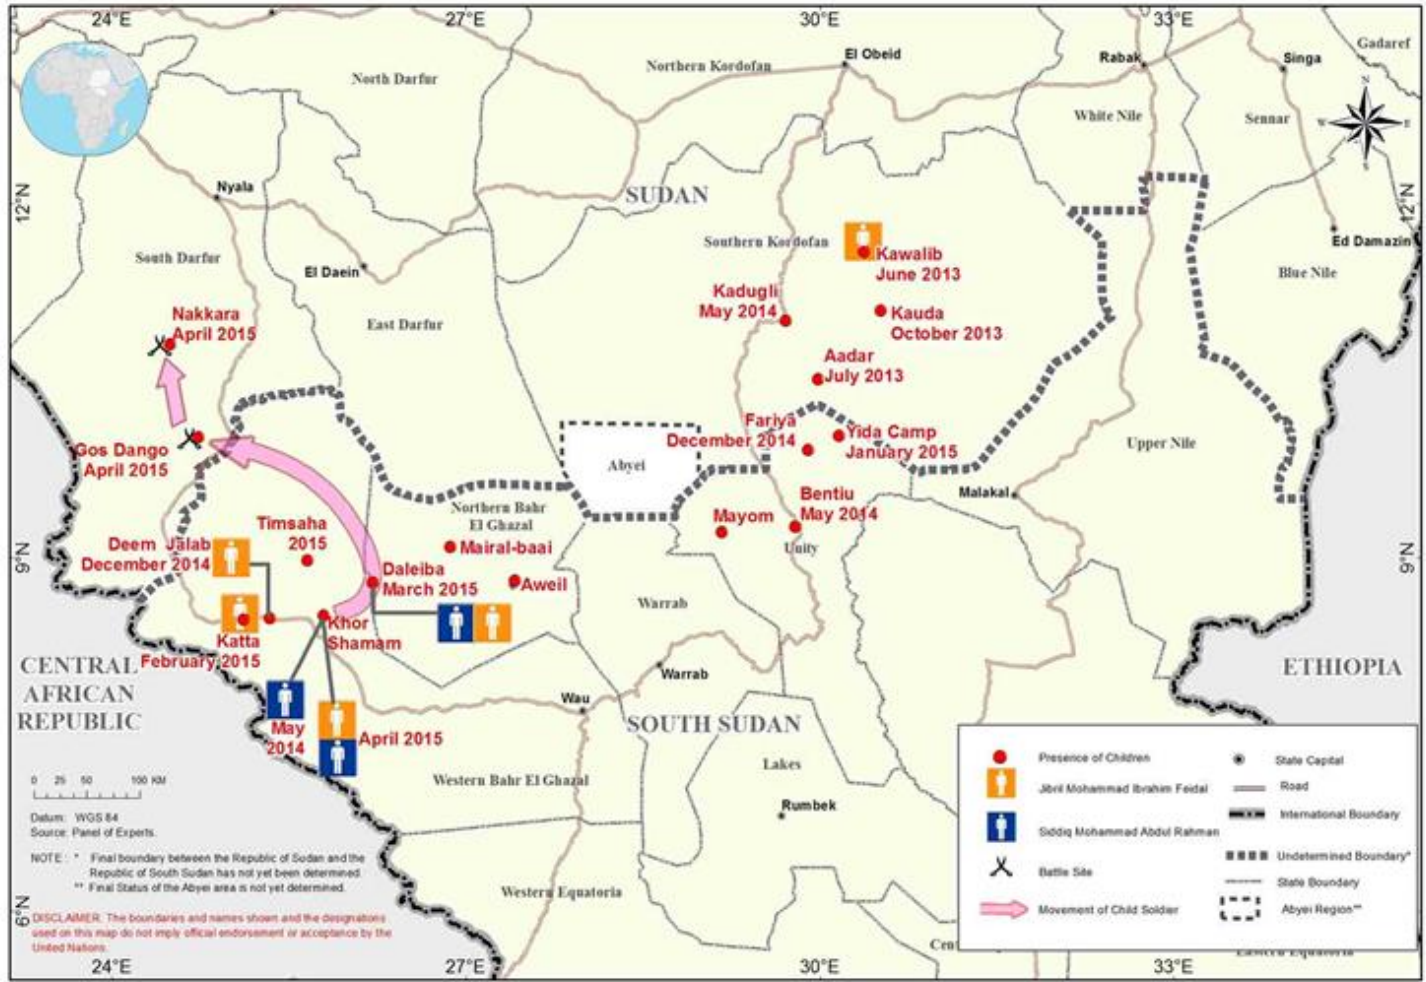 24°E
27°E
30°E
33°E
El Obeid
Rabak
Singa
Gadaref
Northern Kordofan
North Darfur
White Nile
Sennar
N
W
E
S
12°N
12°N
Nyala
SUDAN
Southern Kordofan
Kawalib
June 2013
Ed Damazin
South Darfur
El Daein
Blue Nile
Kadugli
May 2014
Kauda
October 2013
Nakkara
April 2015
East Darfur
Aadar
July 2013
Fariya
December 2014
Yida Camp
January 2015
Upper Nile
Gos Dango
April 2015
Abyei
Malakal
Northern Bahr
El Ghazal
Bentiu
May 2014
Mayom
Unity
Timsaha
2015
Deem Jalab
December 2014
Mairal-baai
9°N
9°N
Daleiba
March 2015
Aweil
Warrab
Khor
Shamam
Katta
February 2015
CENTRAL
AFRICAN
REPUBLIC
ETHIOPIA
Warrab
Wau
SOUTH SUDAN
May
2014
April 2015
Western Bahr El Ghazal
Lakes
Rumbek
Western Equatoria
Cent
Eastern Equatoria
0 25 50 100 KM
Datum: WGS 84
Source: Panel of Experts.
NOTE : * Final boundary between the Republic of Sudan and the
Republic of South Sudan has not yet been determined
** Final Status of the Abyei area is not yet determined.
DISCLAIMER: The boundaries and names shown and the designations
used on this map do not imply official endorsement or acceptance by the
United Nations.
6°N
Presence of Children
Jibril Mohammad Ibrahim Feidal
Siddiq Mohammad Abdul Rahman
Battle Site
Movement of Child Soldier
State Capital
Road
International Boundary
Undetermined Boundary*
State Boundary
Abyei Region**
24°E
27°E
30°E
33°E